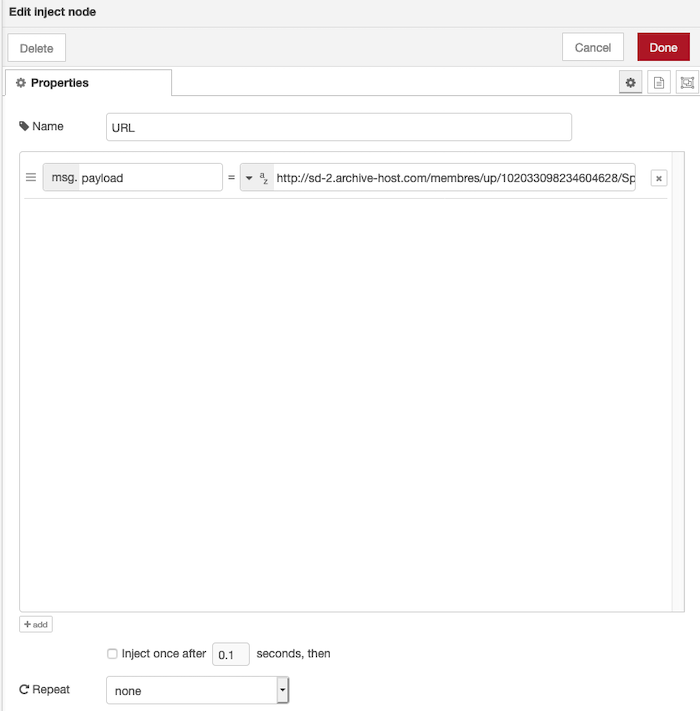 Edit inject node
Delete
Cancel
Done
Properties
Name
URL
msg. payload = az http://sd-2.archive-host.com/membres/up/102033098234604628/Sp
add
Inject once after 0.1 seconds, then
Repeat
none